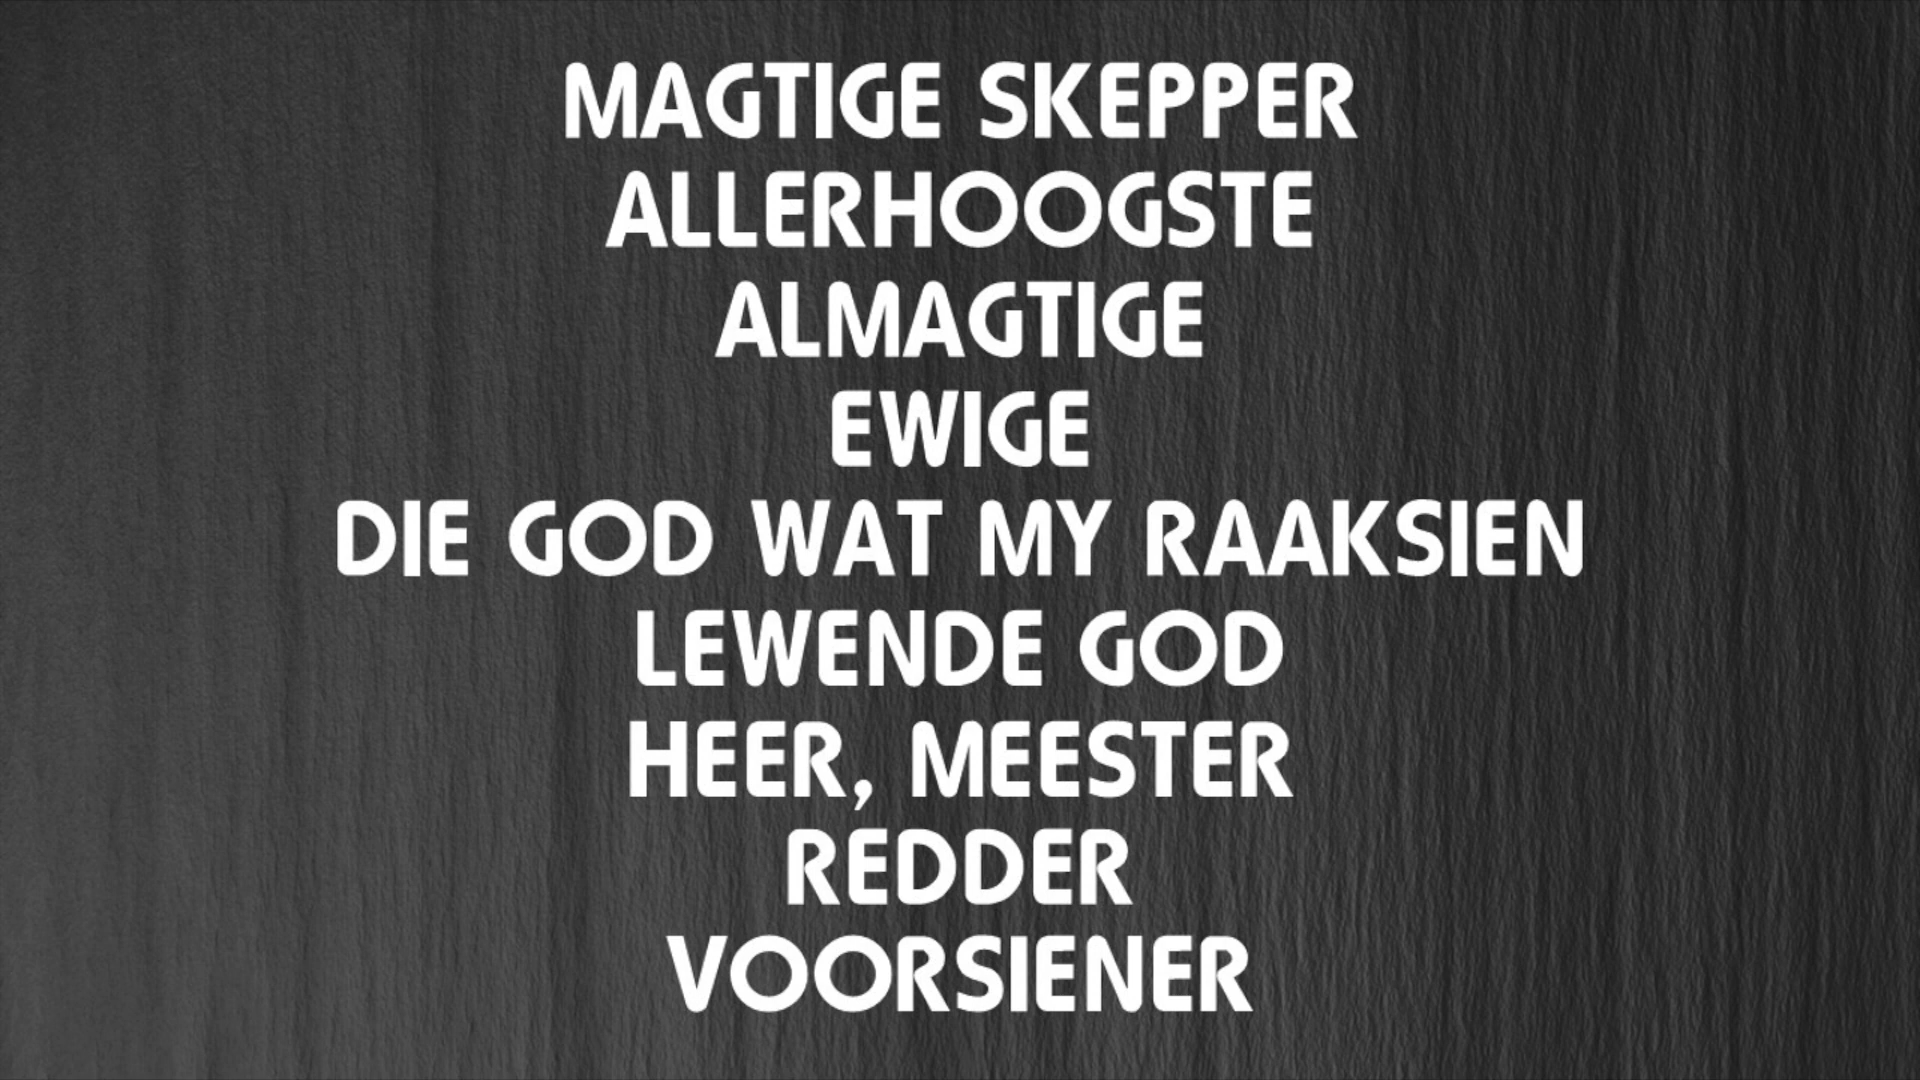 MAGTIGE SKEPPER
ALLERHOOGSTE
ALMAGTIGE
EWIGE
DIE GOD WAT MY RAAKSIEN
LEWENDE GOD
HEER, MEESTER
REDDER
VOORSIENER